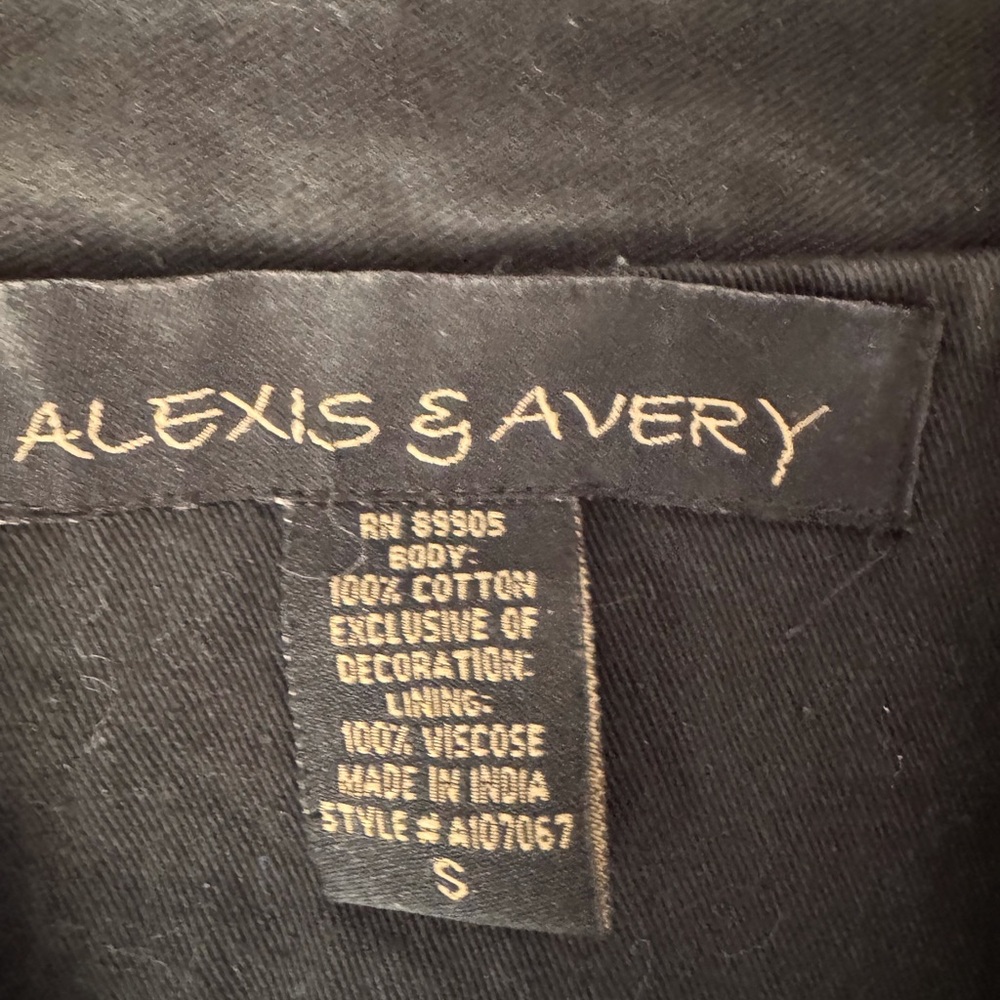 ALEXIS & AVERY
RN 89905
BODY:
100% COTTON
EXCLUSIVE OF
DECORATION:
LINING:
100% VISCOSE
MADE IN INDIA
STYLE # A107067
S